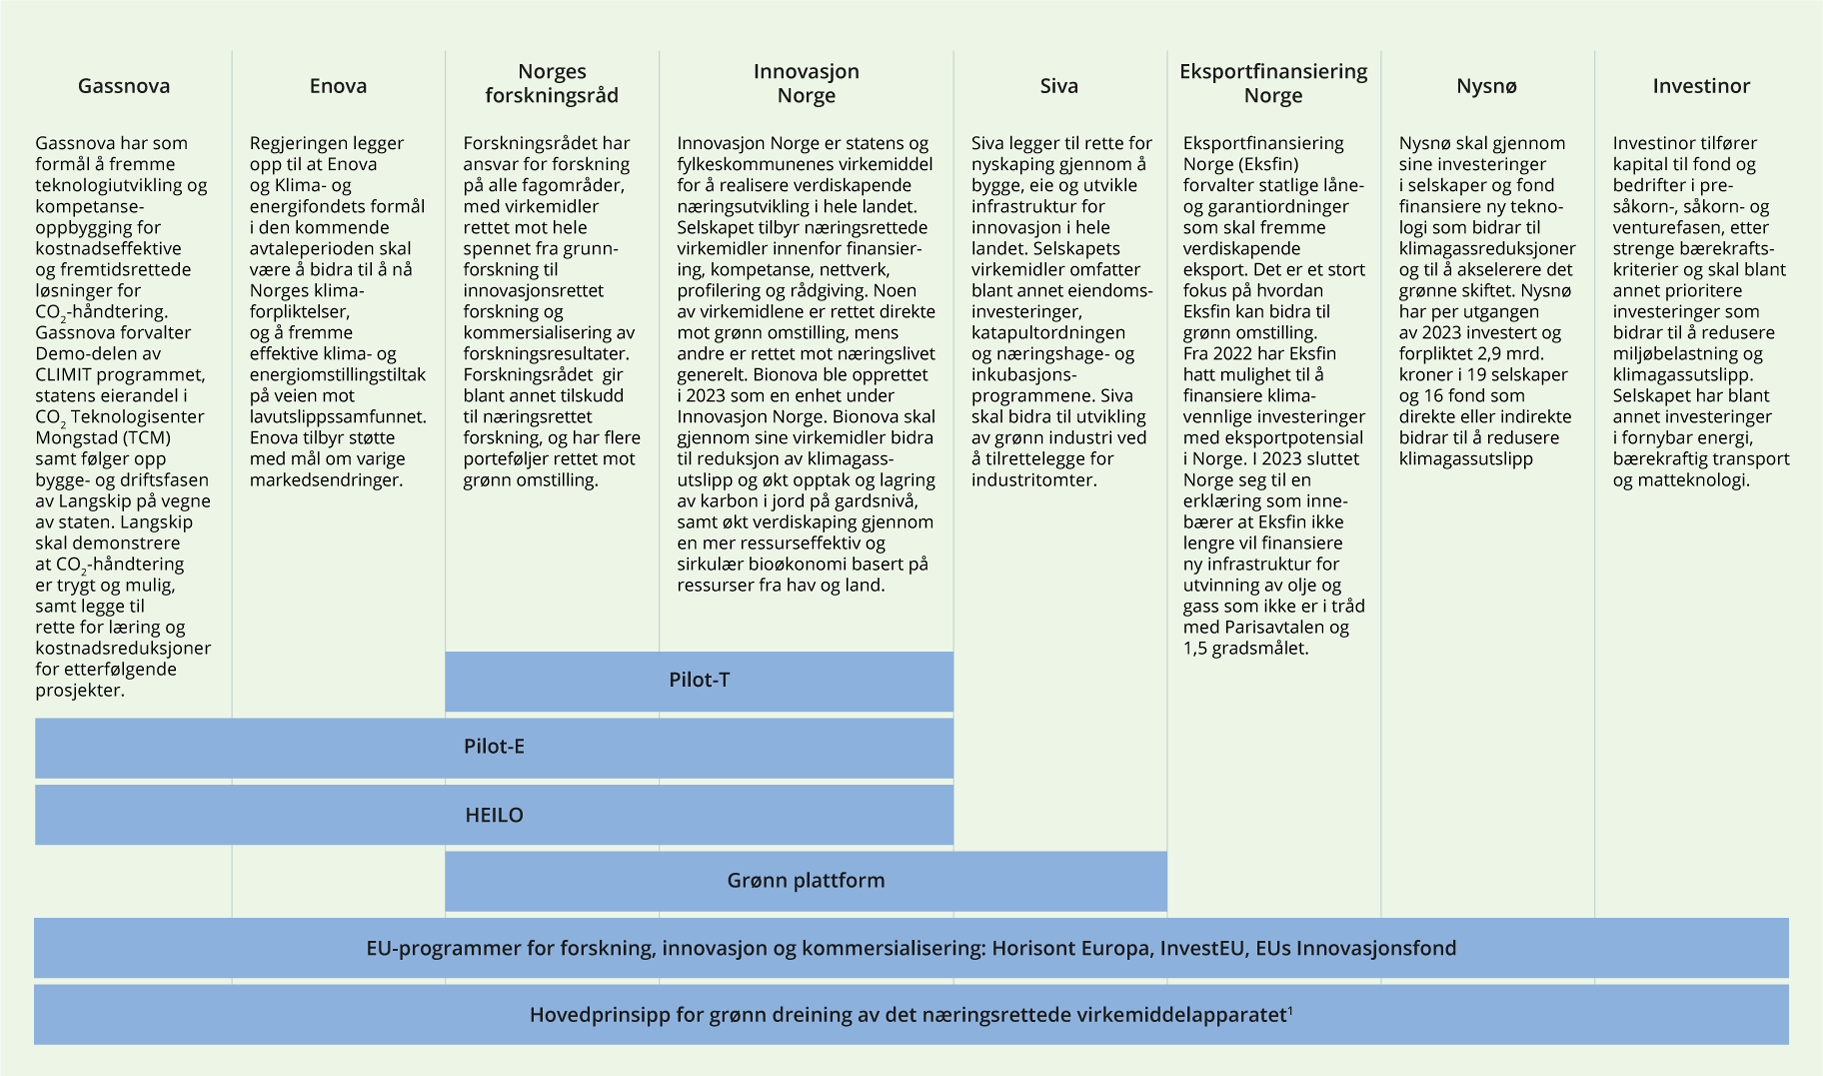 Gassnova
Gassnova har som
formål å fremme
teknologiutvikling og
kompetanse-
oppbygging for
kostnadseffektive
og fremtidsrettede
løsninger for
CO2-håndtering.
Gassnova forvalter
Demo-delen av
CLIMIT programmet,
statens eierandel i
CO2 Teknologisenter
Mongstad (TCM)
samt følger opp
bygge- og driftsfasen
av Langskip på vegne
av staten. Langskip
skal demonstrere
at CO2-håndtering
er trygt og mulig,
samt legge til
rette for læring og
kostnadsreduksjoner
for etterfølgende
prosjekter.
Enova
Regjeringen legger
opp til at Enova
og Klima- og
energifondets formål
i den kommende
avtaleperioden skal
være å bidra til å nå
Norges klima-
forpliktelser,
og å fremme
effektive klima- og
energiomstillingstiltak
på veien mot
lavutslippssamfunnet.
Enova tilbyr støtte
med mål om varige
markedsendringer.
Norges
forskningsråd
Forskningsrådet har
ansvar for forskning
på alle fagområder,
med virkemidler
rettet mot hele
spennet fra grunn-
forskning til
innovasjonsrettet
forskning og
kommersialisering av
forskningsresultater.
Forskningsrådet  gir
blant annet tilskudd
til næringsrettet
forskning, og har flere
porteføljer rettet mot
grønn omstilling.
Innovasjon
Norge
Innovasjon Norge er statens og
fylkeskommunenes virkemiddel
for å realisere verdiskapende
næringsutvikling i hele landet.
Selskapet tilbyr næringsrettede
virkemidler innenfor finansier-
ing, kompetanse, nettverk,
profilering og rådgiving. Noen
av virkemidlene er rettet direkte
mot grønn omstilling, mens
andre er rettet mot næringslivet
generelt. Bionova ble opprettet
i 2023 som en enhet under
Innovasjon Norge. Bionova skal
gjennom sine virkemidler bidra
til reduksjon av klimagass-
utslipp og økt opptak og lagring
av karbon i jord på gardsnivå,
samt økt verdiskaping gjennom
en mer ressurseffektiv og
sirkulær bioøkonomi basert på
ressurser fra hav og land.
Siva
Siva legger til rette for
nyskaping gjennom å
bygge, eie og utvikle
infrastruktur for
innovasjon i hele
landet. Selskapets
virkemidler omfatter
blant annet eiendoms-
investeringer,
katapultordningen
og næringshage- og
inkubasjons-
programmene. Siva
skal bidra til utvikling
av grønn industri ved
å tilrettelegge for
industritomter.
Eksportfinansiering
Norge
Eksportfinansiering
Norge (Eksfin)
forvalter statlige låne-
og garantiordninger
som skal fremme
verdiskapende
eksport. Det er et stort
fokus på hvordan
Eksfin kan bidra til
grønn omstilling.
Fra 2022 har Eksfin
hatt mulighet til å
finansiere klima-
vennlige investeringer
med eksportpotensial
i Norge. I 2023 sluttet
Norge seg til en
erklæring som inne-
bærer at Eksfin ikke
lengre vil finansiere
ny infrastruktur for
utvinning av olje og
gass som ikke er i tråd
med Parisavtalen og
1,5 gradsmålet.
Nysnø
Nysnø skal gjennom
sine investeringer
i selskaper og fond
finansiere ny tekno-
logi som bidrar til
klimagassreduksjoner
og til å akselerere det
grønne skiftet. Nysnø
har per utgangen
av 2023 investert og
forpliktet 2,9 mrd.
kroner i 19 selskaper
og 16 fond som
direkte eller indirekte
bidrar til å redusere
klimagassutslipp
Investinor
Investinor tilfører
kapital til fond og
bedrifter i pre-
såkorn-, såkorn- og
venturefasen, etter
strenge bærekrafts-
kriterier og skal blant
annet prioritere
investeringer som
bidrar til å redusere
miljøbelastning og
klimagassutslipp.
Selskapet har blant
annet investeringer
i fornybar energi,
bærekraftig transport
og matteknologi.
Pilot-T
Pilot-E
HEILO
Grønn plattform
EU-programmer for forskning, innovasjon og kommersialisering: Horisont Europa, InvestEU, EUs Innovasjonsfond
Hovedprinsipp for grønn dreining av det næringsrettede virkemiddelapparatet¹